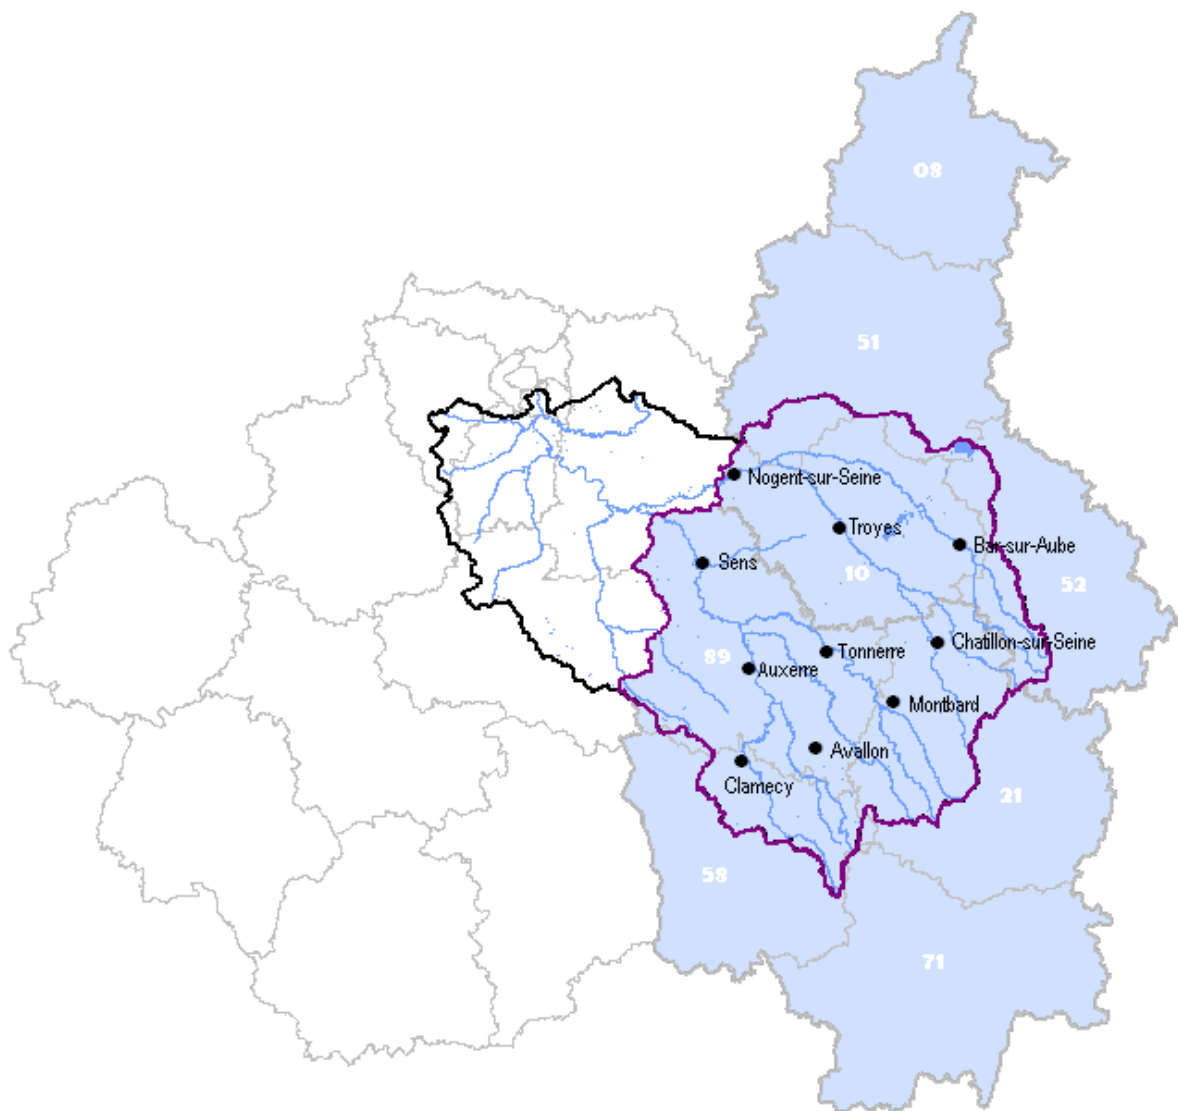 08
51
Nogent-sur-Seine
Troyes
Bar-sur-Aube
Sens
10
52
Chatillon-sur-Seine
89
Tonnerre
Auxerre
Montbard
Avallon
Clamecy
21
58
71